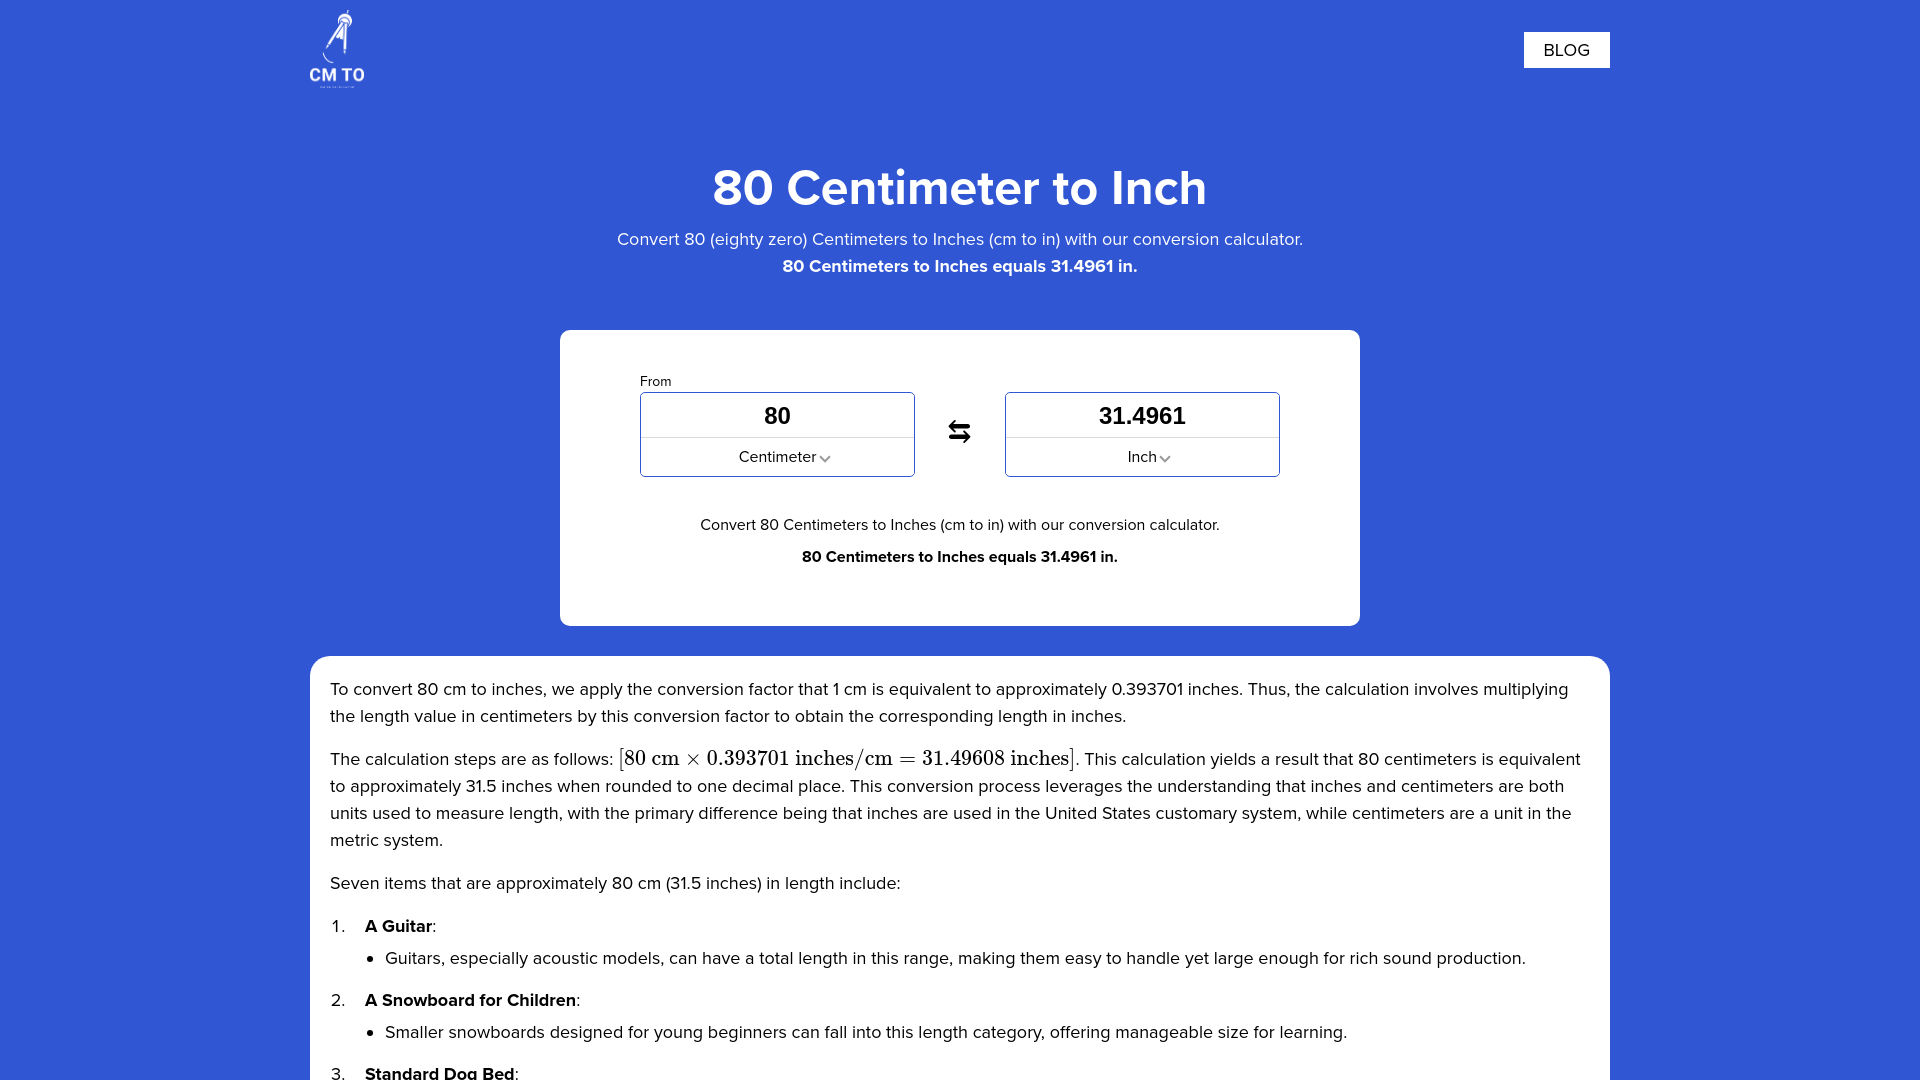 CM TO
BLOG
80 Centimeter to Inch
Convert 80 (eighty zero) Centimeters to Inches (cm to in) with our conversion calculator.
80 Centimeters to Inches equals 31.4961 in.
From
80
31.4961
Centimeter
Inch
Convert 80 Centimeters to Inches (cm to in) with our conversion calculator.
80 Centimeters to Inches equals 31.4961 in.
To convert 80 cm to inches, we apply the conversion factor that 1 cm is equivalent to approximately 0.393701 inches. Thus, the calculation involves multiplying
the length value in centimeters by this conversion factor to obtain the corresponding length in inches.
The calculation steps are as follows: [80 cm × 0.393701 inches/cm = 31.49608 inches]. This calculation yields a result that 80 centimeters is equivalent
to approximately 31.5 inches when rounded to one decimal place. This conversion process leverages the understanding that inches and centimeters are both
units used to measure length, with the primary difference being that inches are used in the United States customary system, while centimeters are a unit in the
metric system.
Seven items that are approximately 80 cm (31.5 inches) in length include:
1. A Guitar:
• Guitars, especially acoustic models, can have a total length in this range, making them easy to handle yet large enough for rich sound production.
2. A Snowboard for Children:
• Smaller snowboards designed for young beginners can fall into this length category, offering manageable size for learning.
3. Standard Dog Bed: